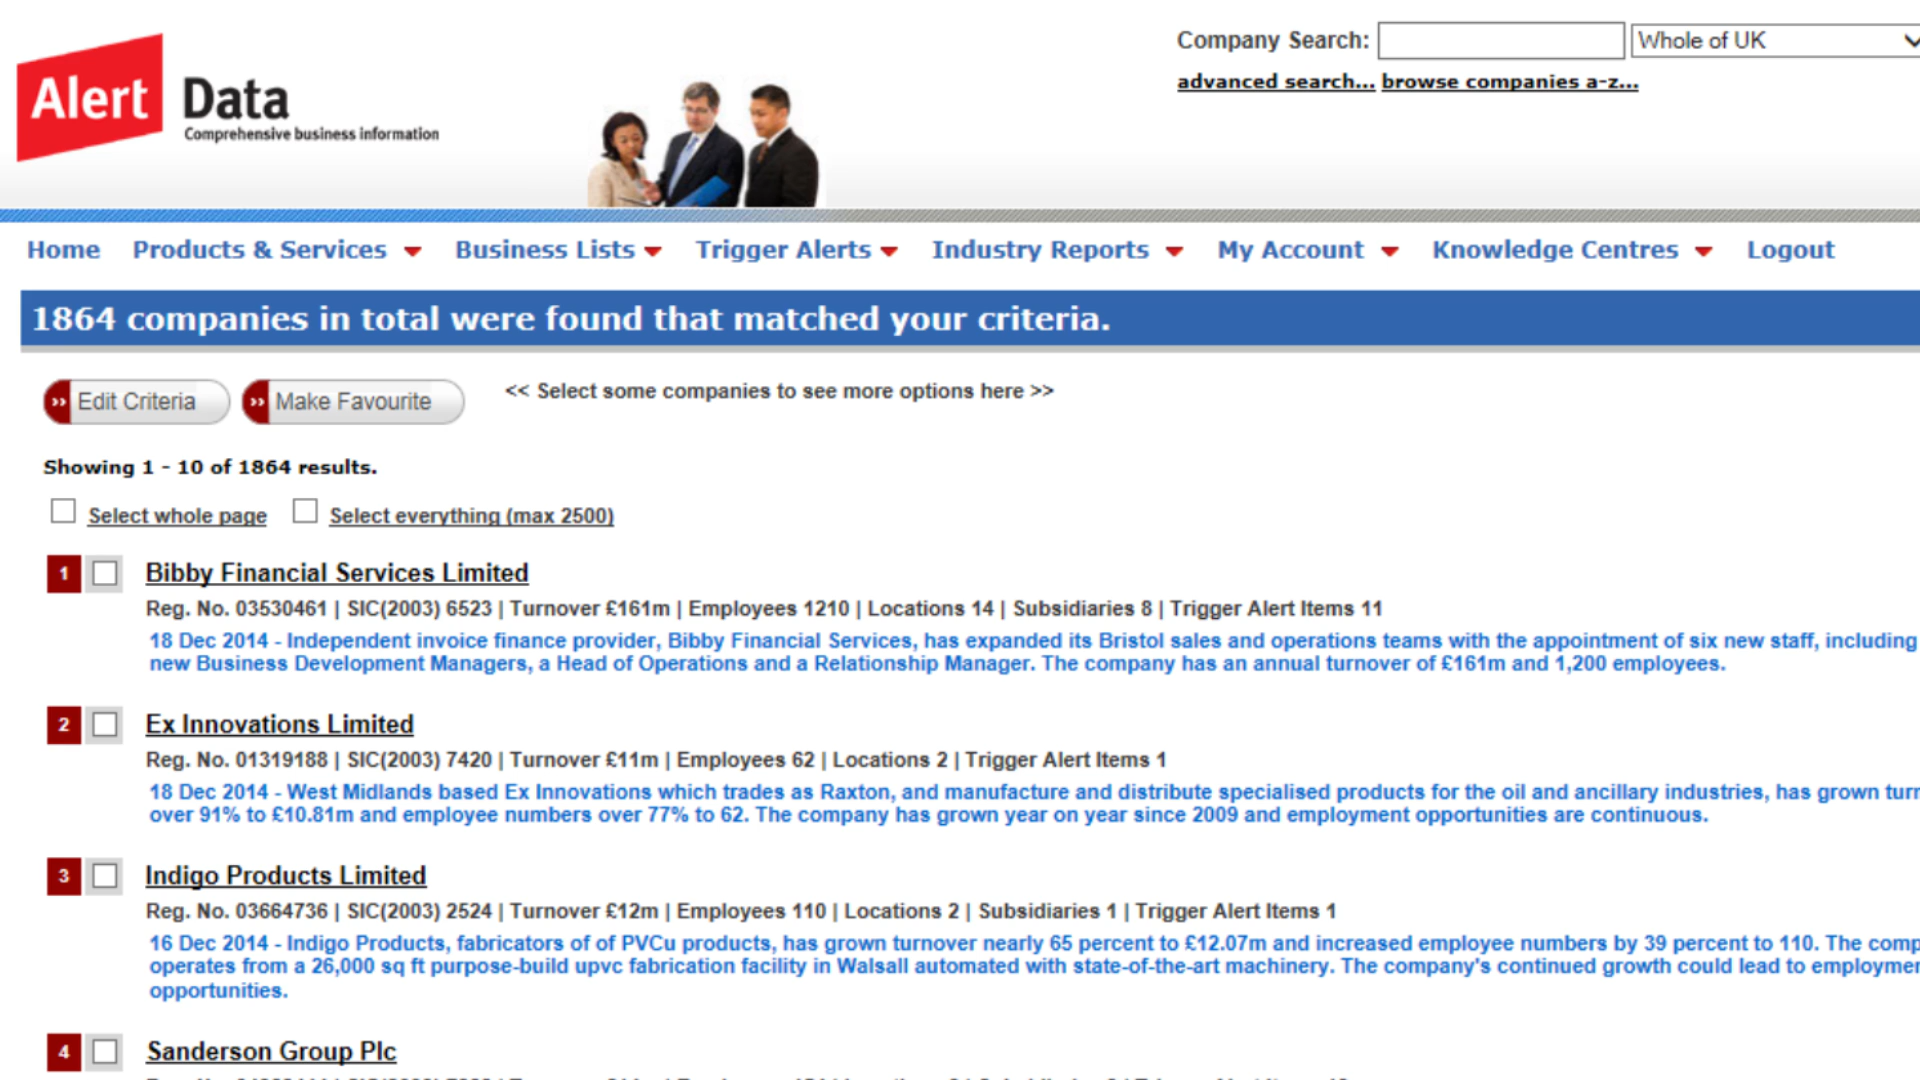 Alert Data
Comprehensive business information
Company Search: Whole of UK
advanced search... browse companies a-z...
Home Products & Services Business Lists Trigger Alerts Industry Reports My Account Knowledge Centres Logout
1864 companies in total were found that matched your criteria.
Edit Criteria Make Favourite << Select some companies to see more options here >>
Showing 1 - 10 of 1864 results.
Select whole page Select everything (max 2500)
1 Bibby Financial Services Limited
Reg. No. 03530461 | SIC(2003) 6523 | Turnover £161m | Employees 1210 | Locations 14 | Subsidiaries 8 | Trigger Alert Items 11
18 Dec 2014 - Independent invoice finance provider, Bibby Financial Services, has expanded its Bristol sales and operations teams with the appointment of six new staff, including
new Business Development Managers, a Head of Operations and a Relationship Manager. The company has an annual turnover of £161m and 1,200 employees.
2 Ex Innovations Limited
Reg. No. 01319188 | SIC(2003) 7420 | Turnover £11m | Employees 62 | Locations 2 | Trigger Alert Items 1
18 Dec 2014 - West Midlands based Ex Innovations which trades as Raxton, and manufacture and distribute specialised products for the oil and ancillary industries, has grown
over 91% to £10.81m and employee numbers over 77% to 62. The company has grown year on year since 2009 and employment opportunities are continuous.
3 Indigo Products Limited
Reg. No. 03664736 | SIC(2003) 2524 | Turnover £12m | Employees 110 | Locations 2 | Subsidiaries 1 | Trigger Alert Items 1
16 Dec 2014 - Indigo Products, fabricators of of PVCu products, has grown turnover nearly 65 percent to £12.07m and increased employee numbers by 39 percent to 110. The
operates from a 26,000 sq ft purpose-build upvc fabrication facility in Walsall automated with state-of-the-art machinery. The company's continued growth could lead to
opportunities.
4 Sanderson Group Plc